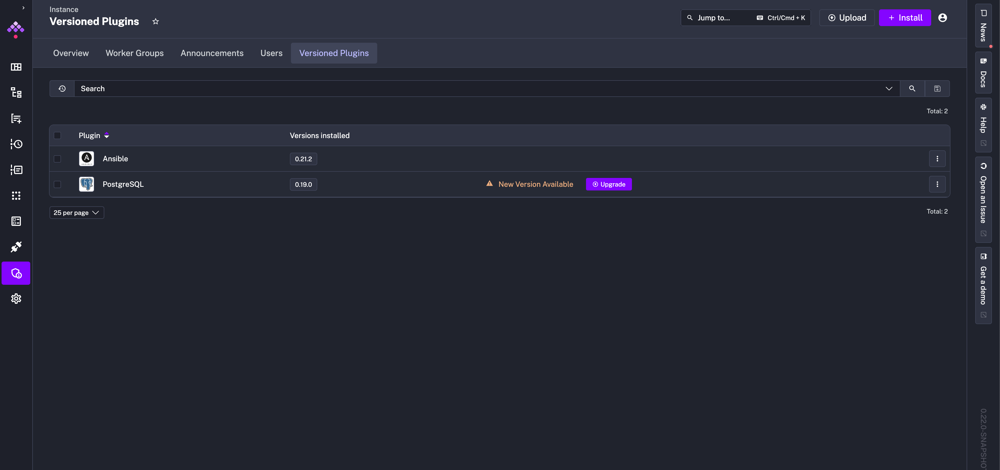 Instance
Versioned Plugins
Jump to... Ctrl/Cmd + K
Upload
Install
Overview Worker Groups Announcements Users Versioned Plugins
Search
Total: 2
Plugin Versions installed
Ansible 0.21.2
PostgreSQL 0.19.0 New Version Available Upgrade
25 per page
Total: 2
News
Docs
Help
Open an Issue
Get a demo
0.22.0-SNAPSHOT